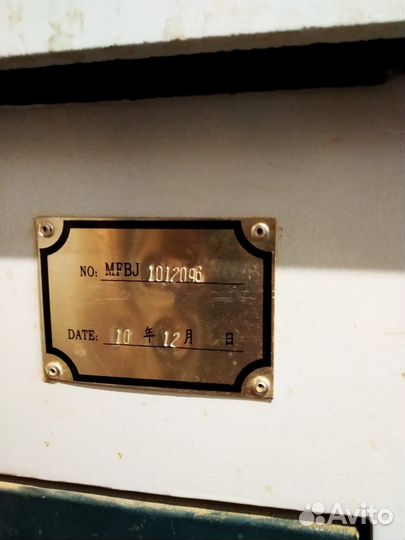 NO: MFBJ 1012096
DATE: 10 年 12 月 日
Avito